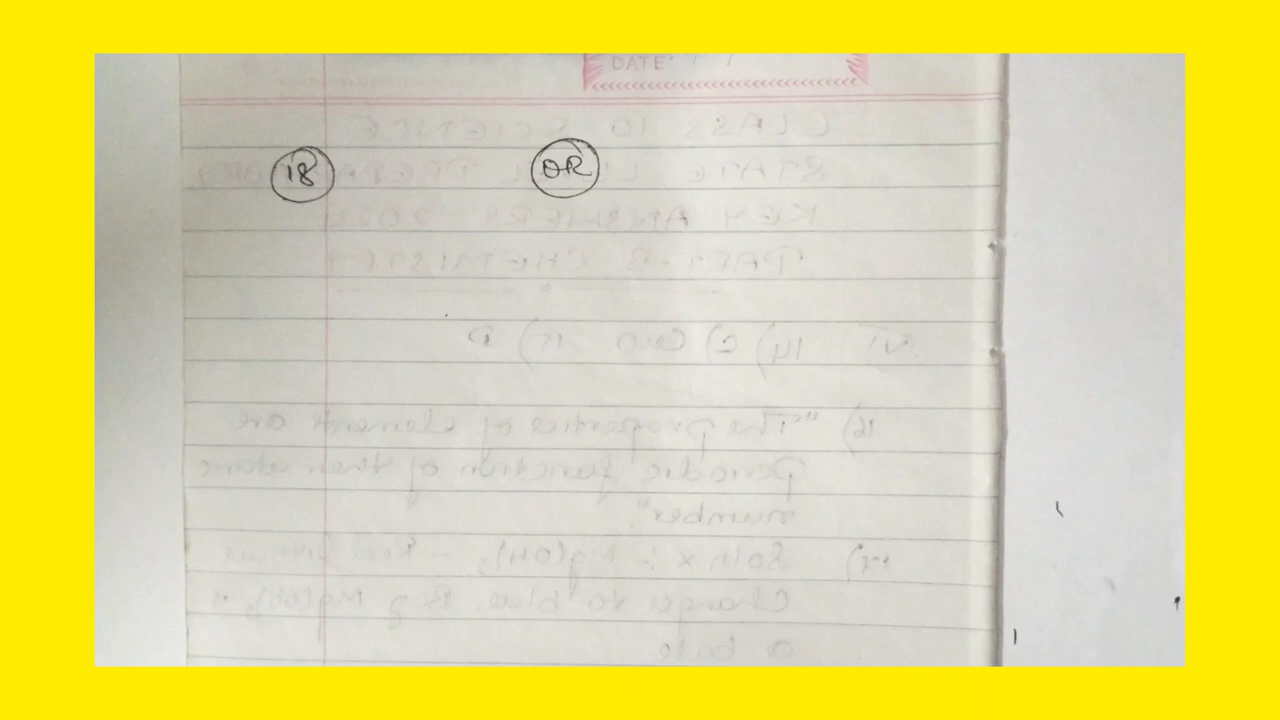 DATE:
18 OR
CLASS 10 SCIENCE
STATE LEVEL PREPARATORY
KEY ANSWERS
PART-B CHEMISTRY
14) C) CuO 15) D
16) "The properties of elements are
periodic function of their atomic
number".
17) Soln X : Mg(OH)₂ - Red litmus
changes to blue. Mg(OH)₂ is
a base